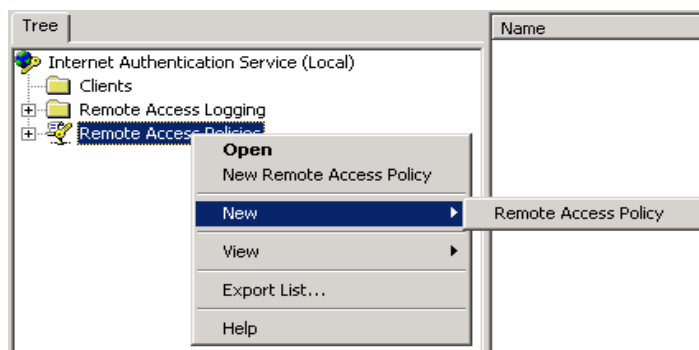 Tree
Name
Internet Authentication Service (Local)
Clients
Remote Access Logging
Remote Access Policies
Open
New Remote Access Policy
New
Remote Access Policy
View
Export List...
Help